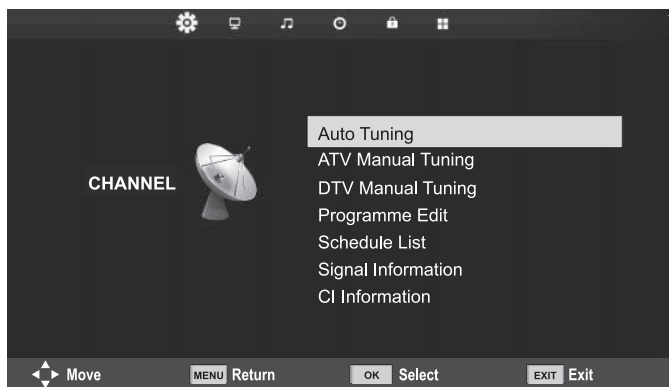 Auto Tuning
ATV Manual Tuning
CHANNEL
DTV Manual Tuning
Programme Edit
Schedule List
Signal Information
CI Information
Move MENU Return OK Select EXIT Exit